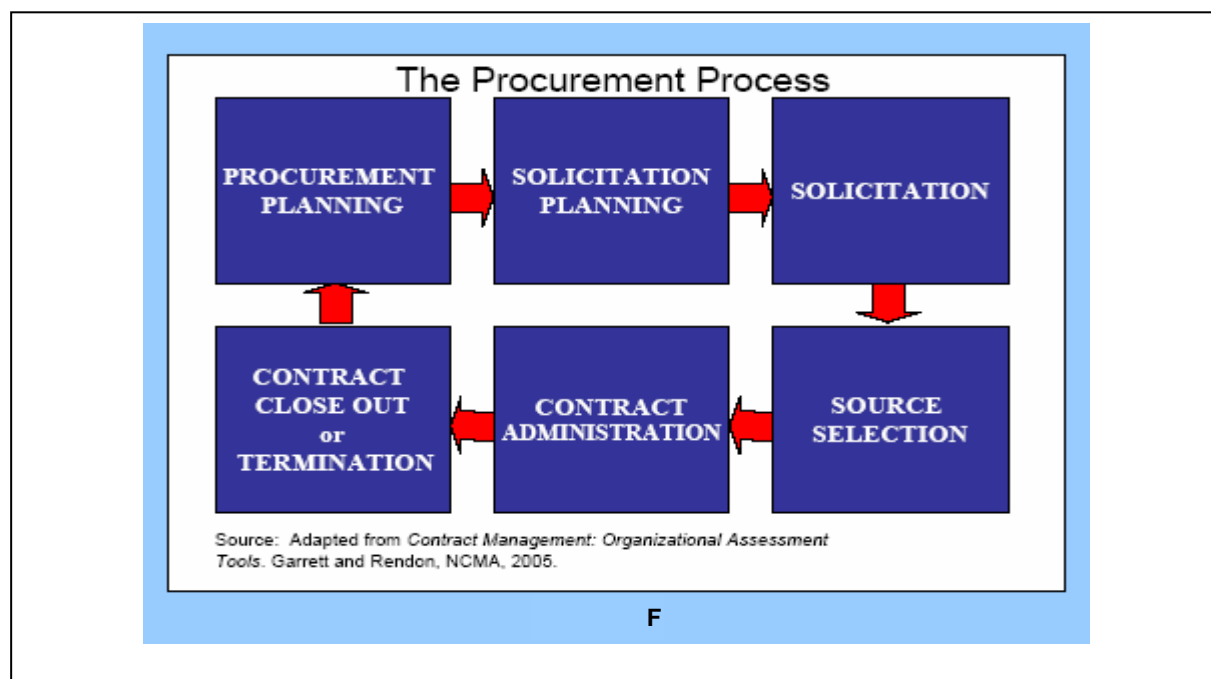 The Procurement Process
PROCUREMENT
PLANNING
SOLICITATION
PLANNING
SOLICITATION
SOURCE
SELECTION
CONTRACT
ADMINISTRATION
CONTRACT
CLOSE OUT
or
TERMINATION
Source: Adapted from Contract Management: Organizational Assessment
Tools. Garrett and Rendon, NCMA, 2005.
F